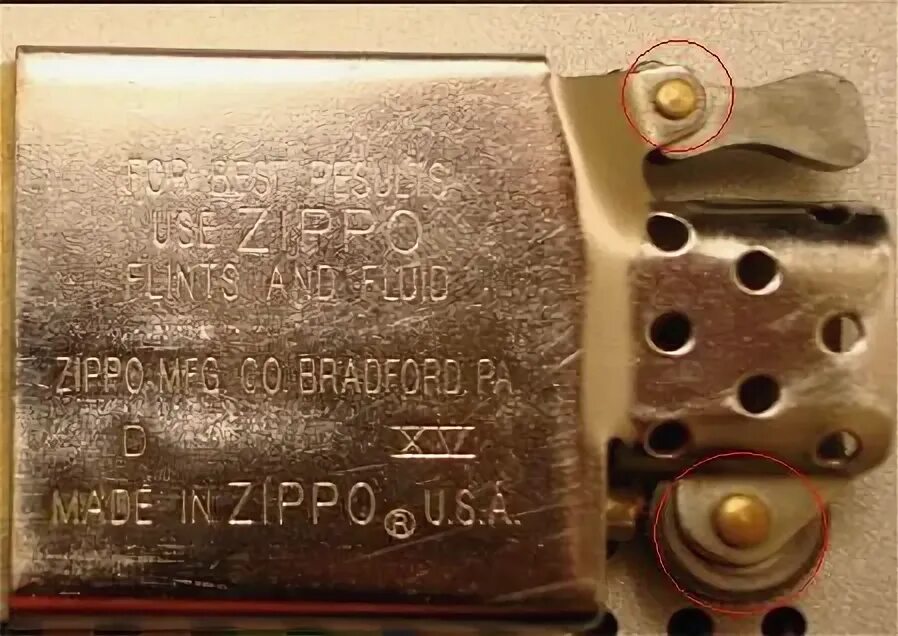 FOR BEST RESULTS
USE ZIPPO
FLINTS AND FLUID
ZIPPO MFG. CO. BRADFORD, PA.
D XV
MADE IN ZIPPO ® U.S.A.